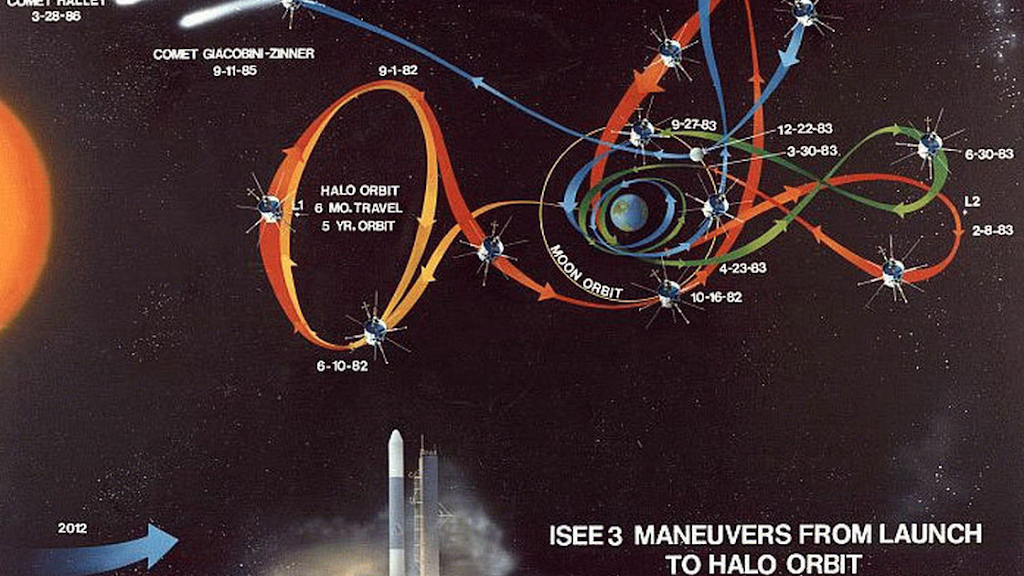 COMET HALLEY
3-28-86
COMET GIACOBINI-ZINNER
9-11-85
9-1-82
9-27-83
12-22-83
3-30-83
6-30-83
HALO ORBIT
6 MO. TRAVEL
5 YR. ORBIT
L1
L2
2-8-83
MOON ORBIT
4-23-83
10-16-82
6-10-82
2012
ISEE 3 MANEUVERS FROM LAUNCH
TO HALO ORBIT